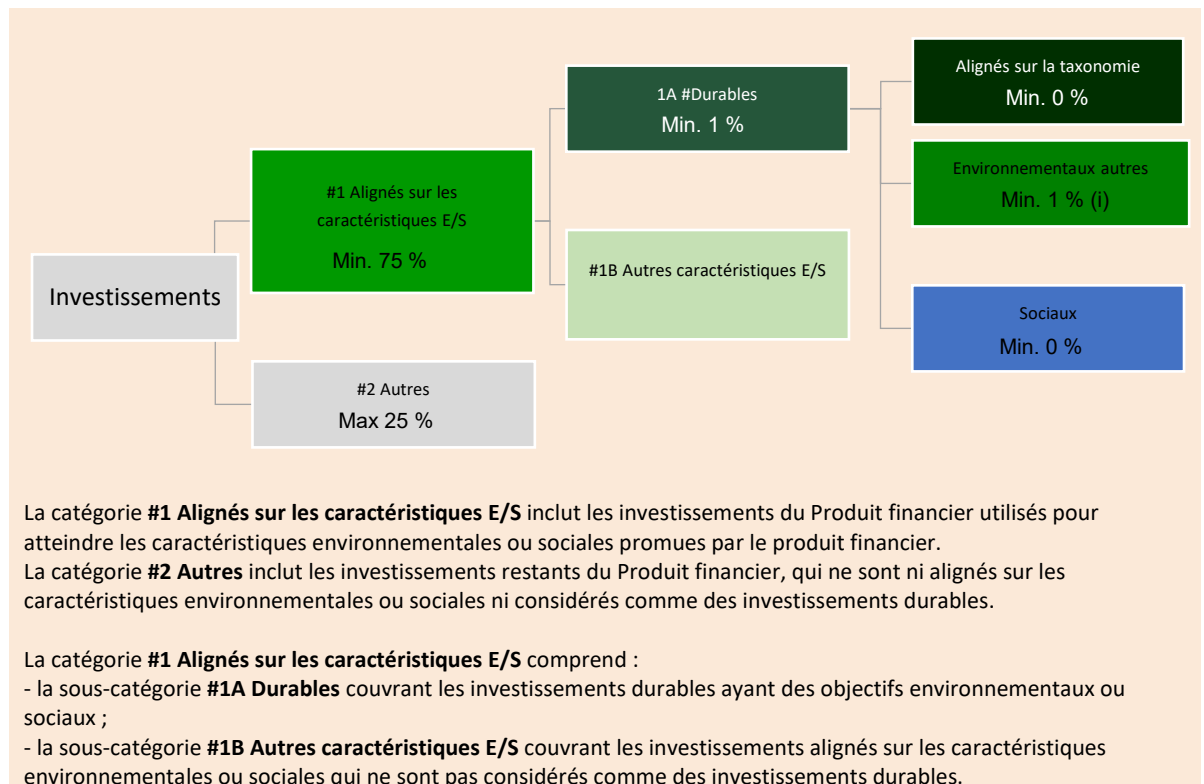 Alignés sur la taxonomie
Min. 0 %
1A #Durables
Min. 1 %
Environnementaux autres
Min. 1 % (i)
#1 Alignés sur les
caractéristiques E/S
Min. 75 %
#1B Autres caractéristiques E/S
Investissements
Sociaux
Min. 0 %
#2 Autres
Max 25 %
La catégorie #1 Alignés sur les caractéristiques E/S inclut les investissements du Produit financier utilisés pour
atteindre les caractéristiques environnementales ou sociales promues par le produit financier.
La catégorie #2 Autres inclut les investissements restants du Produit financier, qui ne sont ni alignés sur les
caractéristiques environnementales ou sociales ni considérés comme des investissements durables.
La catégorie #1 Alignés sur les caractéristiques E/S comprend :
- la sous-catégorie #1A Durables couvrant les investissements durables ayant des objectifs environnementaux ou
sociaux ;
- la sous-catégorie #1B Autres caractéristiques E/S couvrant les investissements alignés sur les caractéristiques
environnementales ou sociales qui ne sont pas considérés comme des investissements durables.